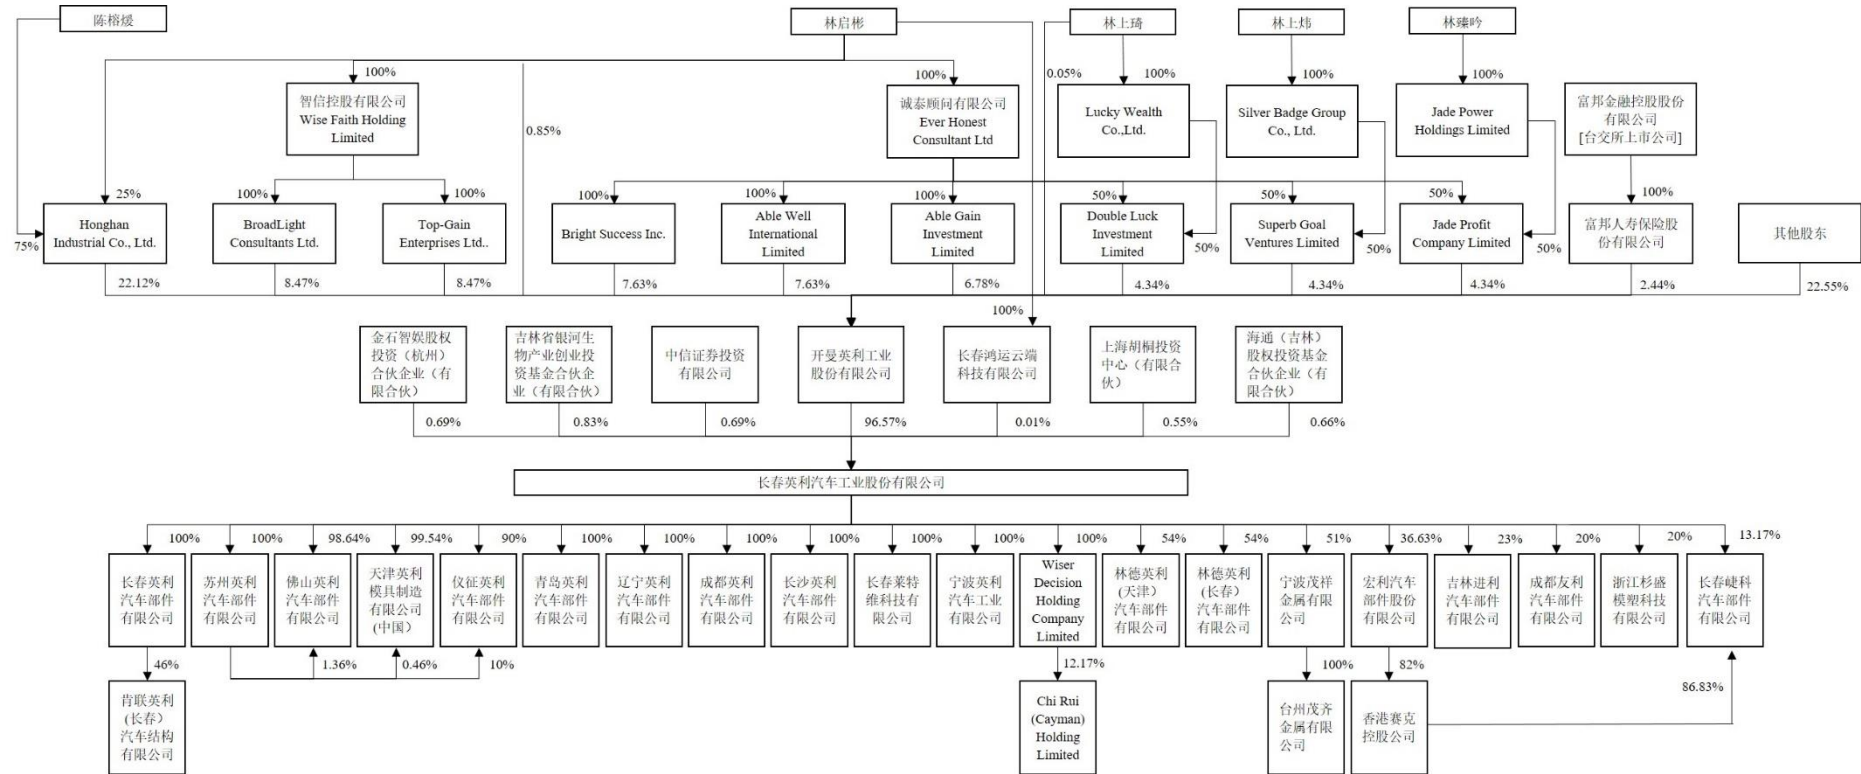 陈榕煖
林启彬
林上琦
林上炜
林臻吟
100%
100%
0.05%
100%
100%
100%
智信控股有限公司
Wise Faith Holding
Limited
0.85%
诚泰顾问有限公司
Ever Honest
Consultant Ltd
Lucky Wealth
Co.,Ltd.
Silver Badge Group
Co., Ltd.
Jade Power
Holdings Limited
富邦金融控股股份
有限公司
[台交所上市公司]
25%
100%
100%
100%
100%
100%
50%
50%
50%
100%
75%
Honghan
Industrial Co., Ltd.
BroadLight
Consultants Ltd.
Top-Gain
Enterprises Ltd..
Bright Success Inc.
Able Well
International
Limited
Able Gain
Investment
Limited
Double Luck
Investment
Limited
50%
Superb Goal
Ventures Limited
50%
Jade Profit
Company Limited
50%
富邦人寿保险股
份有限公司
其他股东
22.12%
8.47%
8.47%
7.63%
7.63%
6.78%
4.34%
4.34%
4.34%
2.44%
22.55%
100%
金石智娱股权
投资（杭州）
合伙企业（有
限合伙）
吉林省银河生
物产业创业投
资基金合伙企
业（有限合伙）
中信证券投资
有限公司
开曼英利工业
股份有限公司
长春鸿运云端
科技有限公司
上海胡桐投资
中心（有限合
伙）
海通（吉林）
股权投资基金
合伙企业（有
限合伙）
0.69%
0.83%
0.69%
96.57%
0.01%
0.55%
0.66%
长春英利汽车工业股份有限公司
100%
100%
98.64%
99.54%
90%
100%
100%
100%
100%
100%
100%
100%
54%
54%
51%
36.63%
23%
20%
20%
13.17%
长春英利
汽车部件
有限公司
苏州英利
汽车部件
有限公司
佛山英利
汽车部件
有限公司
天津英利
模具制造
有限公司
(中国）
仪征英利
汽车部件
有限公司
青岛英利
汽车部件
有限公司
辽宁英利
汽车部件
有限公司
成都英利
汽车部件
有限公司
长沙英利
汽车部件
有限公司
长春莱特
维科技有
限公司
宁波英利
汽车工业
有限公司
Wiser
Decision
Holding
Company
Limited
林德英利
(天津）
汽车部件
有限公司
林德英利
(长春）
汽车部件
有限公司
宁波茂祥
金属有限
公司
宏利汽车
部件股份
有限公司
吉林进利
汽车部件
有限公司
成都友利
汽车部件
有限公司
浙江杉盛
模塑科技
有限公司
长春崨科
汽车部件
有限公司
46%
1.36%
0.46%
10%
12.17%
100%
82%
86.83%
肯联英利
(长春）
汽车结构
有限公司
Chi Rui
(Cayman)
Holding
Limited
台州茂齐
金属有限
公司
香港赛克
控股公司